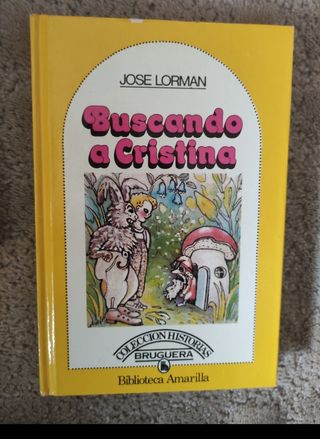 JOSE LORMAN
Buscando
a Cristina
COLECCION HISTORIAS
BRUGUERA
Biblioteca Amarilla